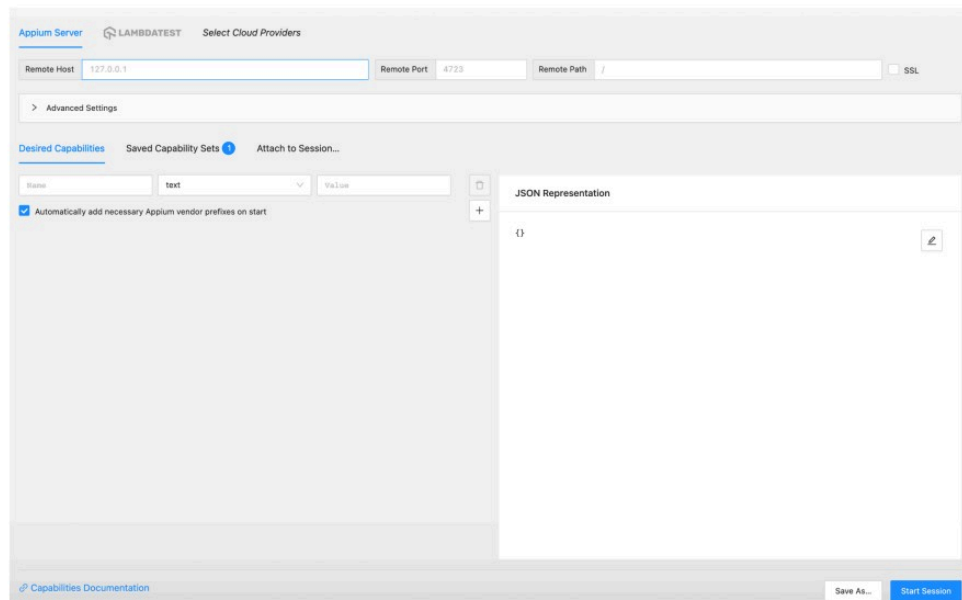 Appium Server LAMBDATEST Select Cloud Providers
Remote Host 127.0.0.1 Remote Port 4723 Remote Path / SSL
Advanced Settings
Desired Capabilities Saved Capability Sets 1 Attach to Session...
Name text Value
JSON Representation
Automatically add necessary Appium vendor prefixes on start
{}
Capabilities Documentation
Save As... Start Session